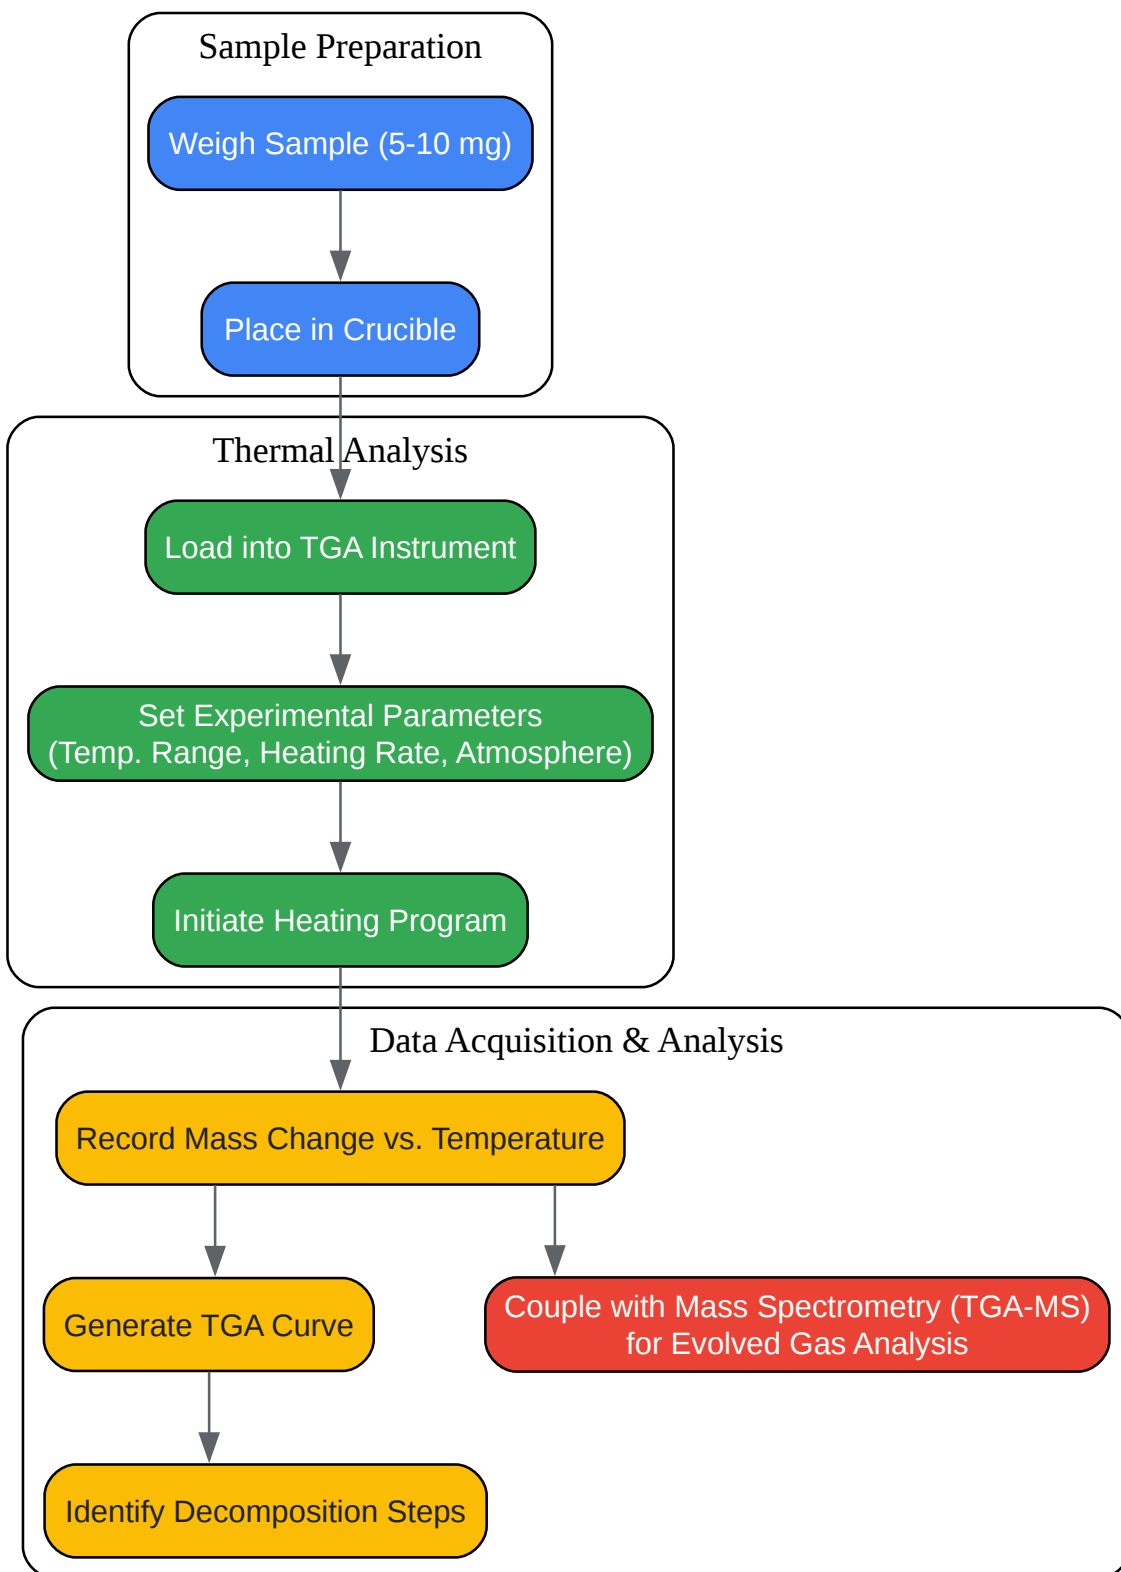 Sample Preparation
Weigh Sample (5-10 mg)
Place in Crucible
Thermal Analysis
Load into TGA Instrument
Set Experimental Parameters
(Temp. Range, Heating Rate, Atmosphere)
Initiate Heating Program
Data Acquisition & Analysis
Record Mass Change vs. Temperature
Generate TGA Curve
Couple with Mass Spectrometry (TGA-MS)
for Evolved Gas Analysis
Identify Decomposition Steps